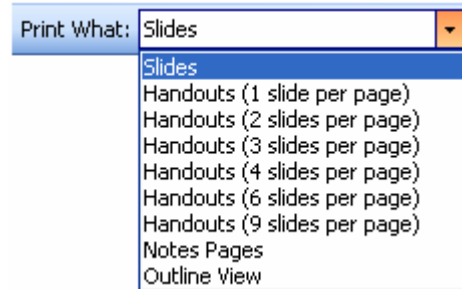 Print What: Slides
Slides
Handouts (1 slide per page)
Handouts (2 slides per page)
Handouts (3 slides per page)
Handouts (4 slides per page)
Handouts (6 slides per page)
Handouts (9 slides per page)
Notes Pages
Outline View